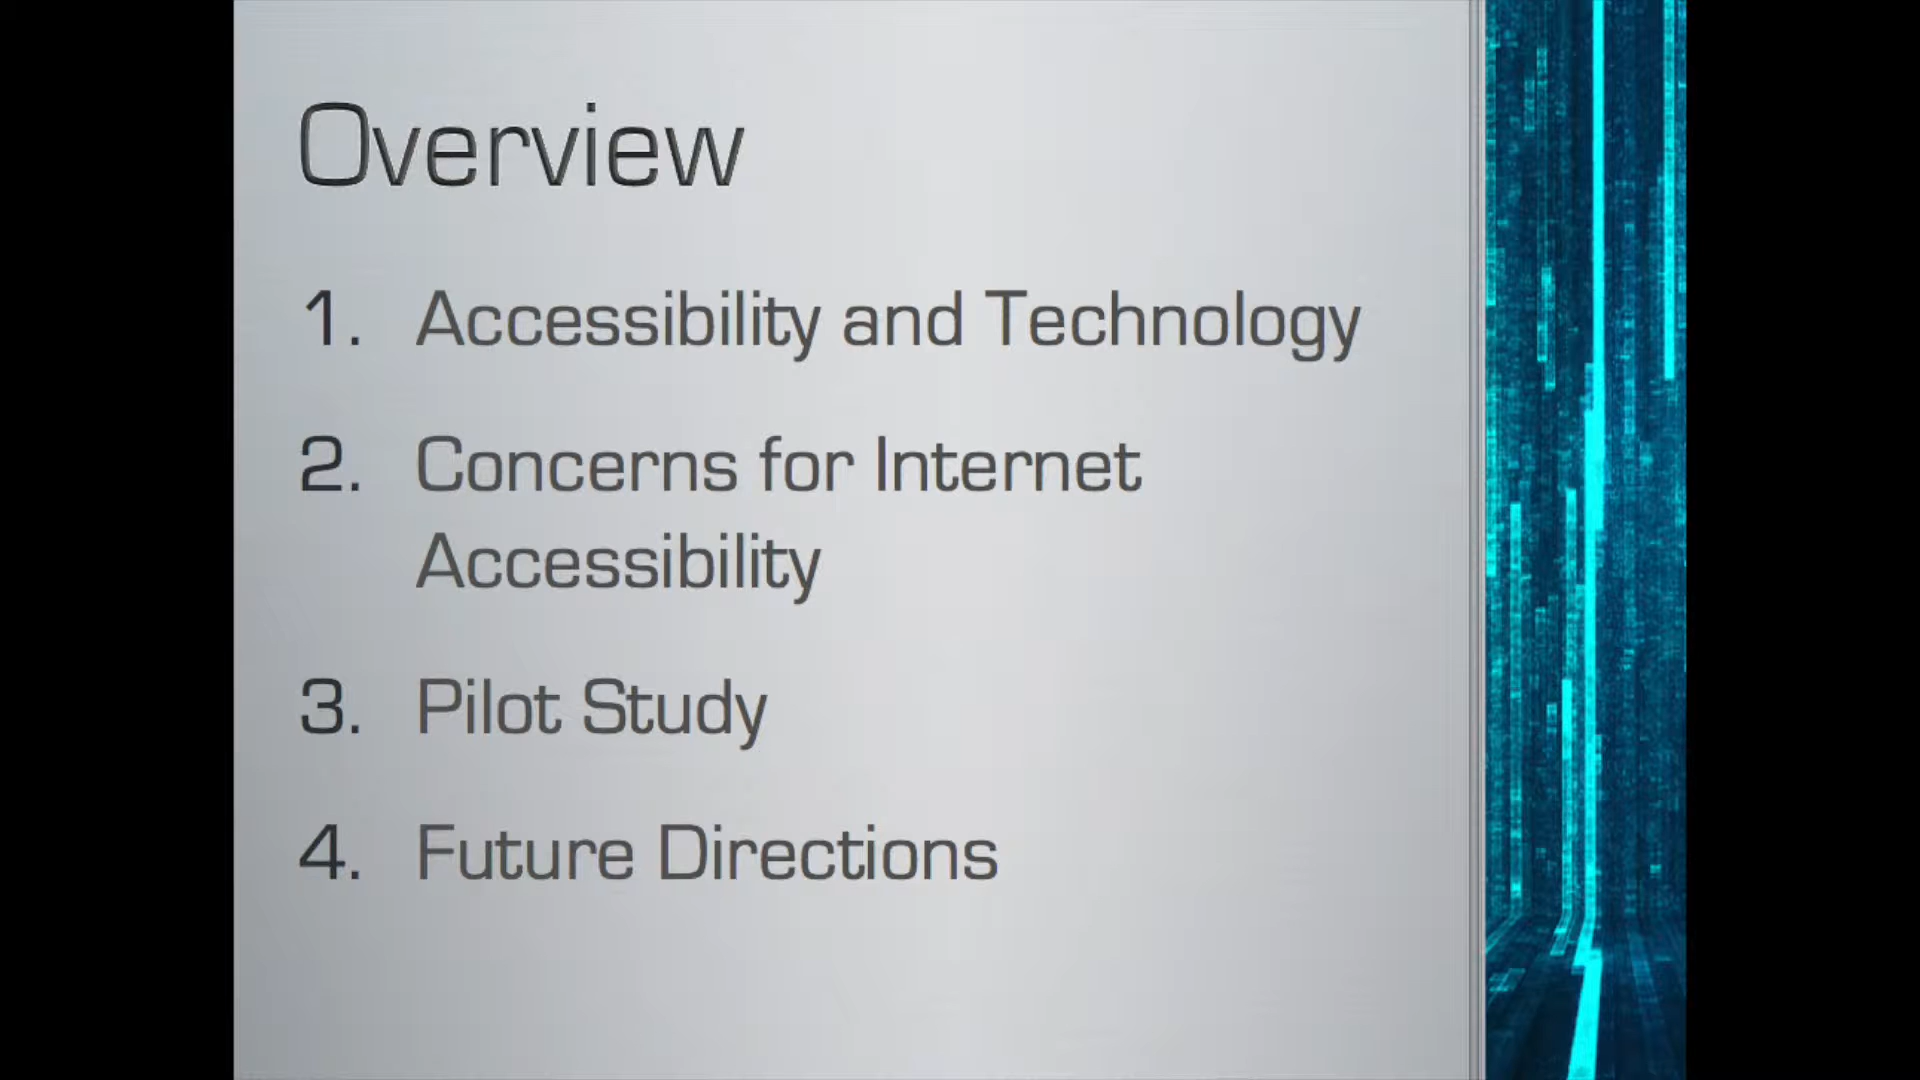 Overview
1. Accessibility and Technology
2. Concerns for Internet
Accessibility
3. Pilot Study
4. Future Directions